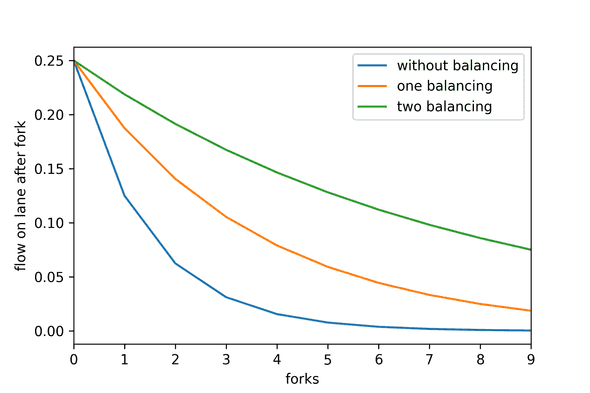 without balancing
one balancing
two balancing
flow on lane after fork
0.25
0.20
0.15
0.10
0.05
0.00
0 1 2 3 4 5 6 7 8 9
forks